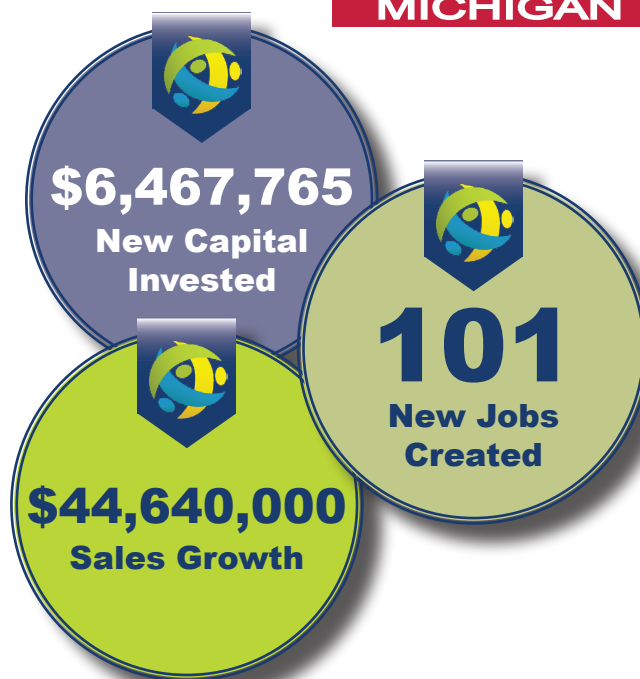 MICHIGAN
$6,467,765
New Capital
Invested
101
New Jobs
Created
$44,640,000
Sales Growth